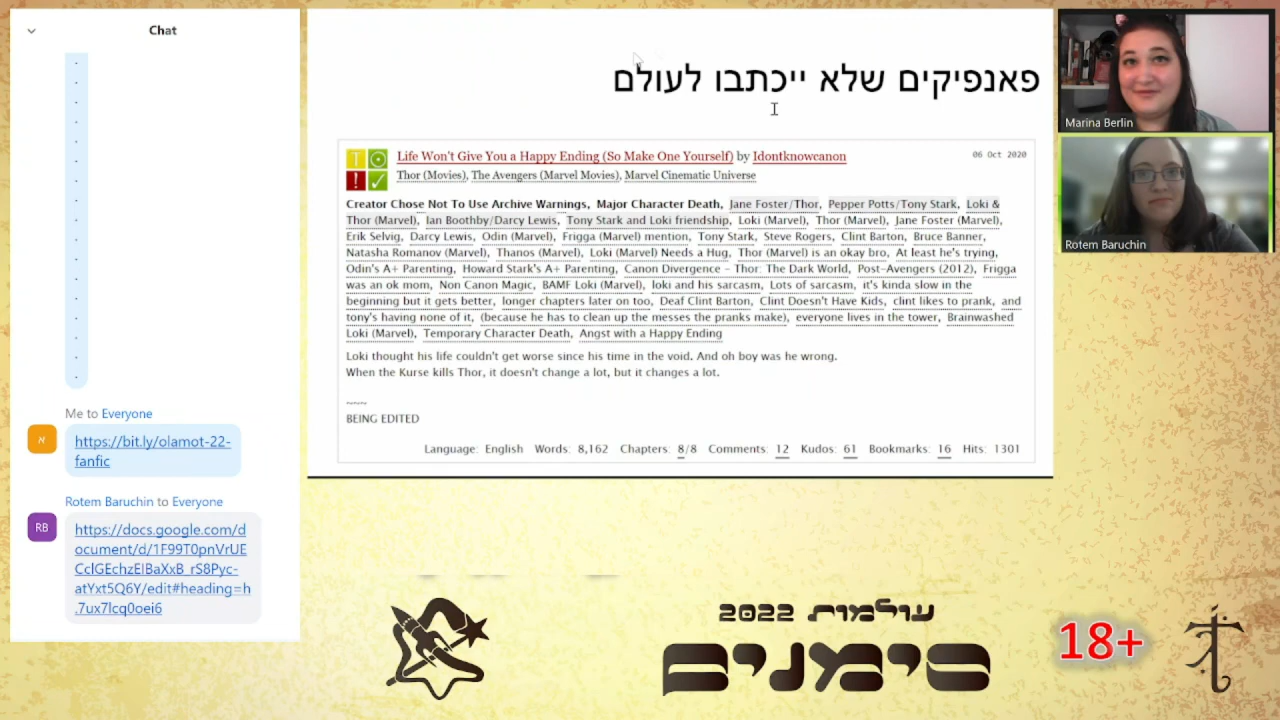 Chat
Me to Everyone
א
https://bit.ly/olamot-22-
fanfic
Rotem Baruchin to Everyone
RB
https://docs.google.com/d
ocument/d/1F99T0pnVrUE
CclGEchzElBaXxB_rS8Pyc-
atYxt5Q6Y/edit#heading=h
.7ux7lcq0oei6
פאנפיקים שלא ייכתבו לעולם
Life Won't Give You a Happy Ending (So Make One Yourself) by Idontknowcanon
06 Oct 2020
Thor (Movies), The Avengers (Marvel Movies), Marvel Cinematic Universe
Creator Chose Not To Use Archive Warnings, Major Character Death, Jane Foster/Thor, Pepper Potts/Tony Stark, Loki &
Thor (Marvel), Ian Boothby/Darcy Lewis, Tony Stark and Loki friendship, Loki (Marvel), Thor (Marvel), Jane Foster (Marvel),
Erik Selvig, Darcy Lewis, Odin (Marvel), Frigga (Marvel) mention, Tony Stark, Steve Rogers, Clint Barton, Bruce Banner,
Natasha Romanov (Marvel), Thanos (Marvel), Loki (Marvel) Needs a Hug, Thor (Marvel) is an okay bro, At least he's trying,
Odin's A+ Parenting, Howard Stark's A+ Parenting, Canon Divergence - Thor: The Dark World, Post-Avengers (2012), Frigga
was an ok mom, Non Canon Magic, BAMF Loki (Marvel), loki and his sarcasm, Lots of sarcasm, it's kinda slow in the
beginning but it gets better, longer chapters later on too, Deaf Clint Barton, Clint Doesn't Have Kids, clint likes to prank, and
tony's having none of it, (because he has to clean up the messes the pranks make), everyone lives in the tower, Brainwashed
Loki (Marvel), Temporary Character Death, Angst with a Happy Ending
Loki thought his life couldn't get worse since his time in the void. And oh boy was he wrong.
When the Kurse kills Thor, it doesn't change a lot, but it changes a lot.
~~~~~
BEING EDITED
Language: English Words: 8,162 Chapters: 8/8 Comments: 12 Kudos: 61 Bookmarks: 16 Hits: 1301
Marina Berlin
Rotem Baruchin
עולמות 2022
סימנים
18+